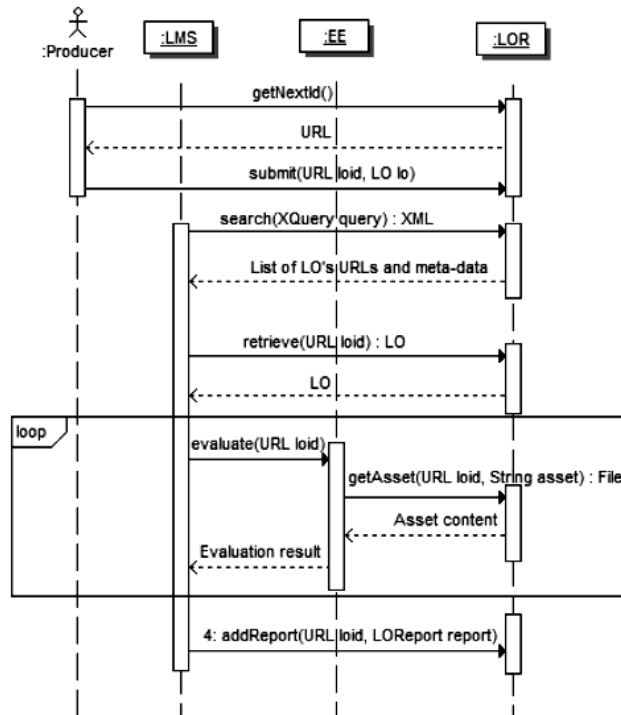 :Producer
:LMS
:EE
:LOR
getNextId()
URL
submit(URL loid, LO lo)
search(XQuery query) : XML
List of LO's URLs and meta-data
retrieve(URL loid) : LO
LO
loop
evaluate(URL loid)
getAsset(URL loid, String asset) : File
Asset content
Evaluation result
4: addReport(URL loid, LOReport report)